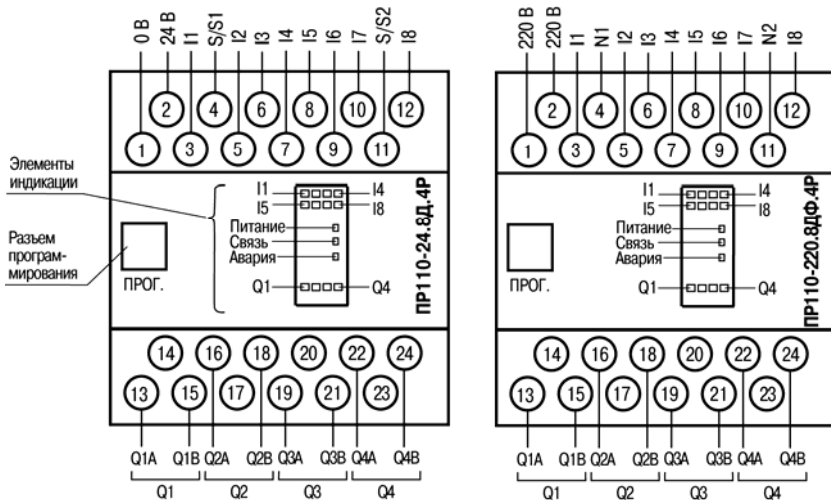 0 В 24 В I1 S/S1 I2 I3 I4 I5 I6 I7 S/S2 I8
2 4 6 8 10 12
1 3 5 7 9 11
Элементы
индикации
Разъем
програм-
мирования
I1 I4
I5 I8
Питание
Связь
Авария
Q1 Q4
ПРОГ.
ПР110-24.8Д.4Р
14 16 18 20 22 24
13 15 17 19 21 23
Q1A Q1B Q2A Q2B Q3A Q3B Q4A Q4B
Q1 Q2 Q3 Q4
220 В 220 В I1 N1 I2 I3 I4 I5 I6 I7 N2 I8
2 4 6 8 10 12
1 3 5 7 9 11
I1 I4
I5 I8
Питание
Связь
Авария
Q1 Q4
ПРОГ.
ПР110-220.8ДФ.4Р
14 16 18 20 22 24
13 15 17 19 21 23
Q1A Q1B Q2A Q2B Q3A Q3B Q4A Q4B
Q1 Q2 Q3 Q4